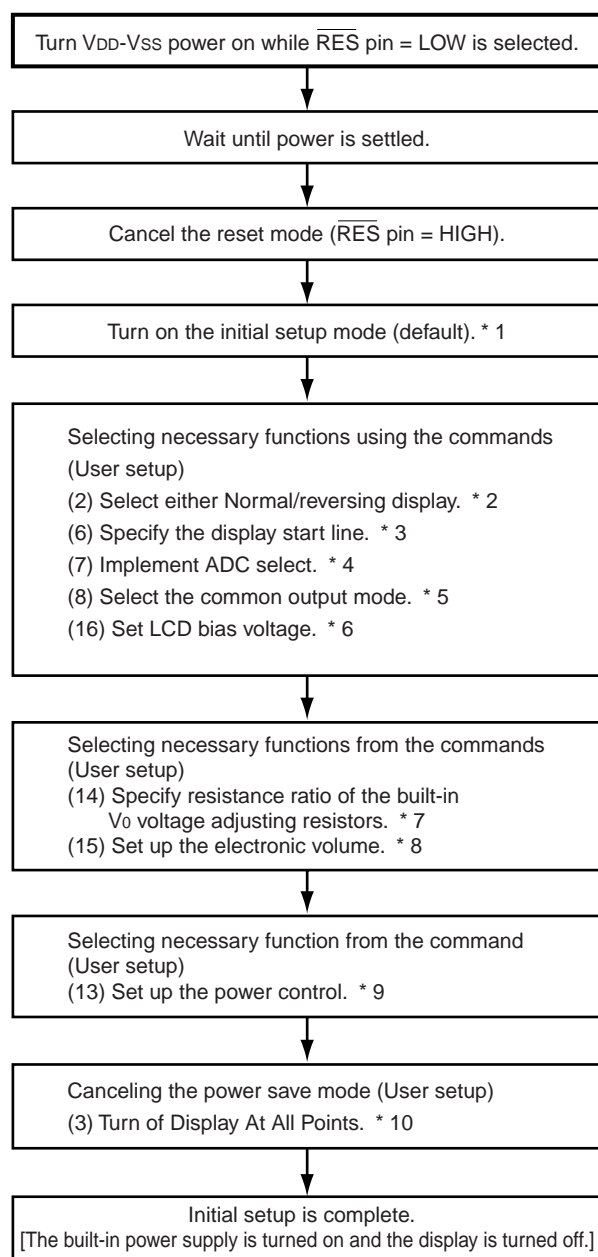 Turn VDD-VSS power on while RES pin = LOW is selected.
Wait until power is settled.
Cancel the reset mode (RES pin = HIGH).
Turn on the initial setup mode (default). * 1
Selecting necessary functions using the commands
(User setup)
(2) Select either Normal/reversing display. * 2
(6) Specify the display start line. * 3
(7) Implement ADC select. * 4
(8) Select the common output mode. * 5
(16) Set LCD bias voltage. * 6
Selecting necessary functions from the commands
(User setup)
(14) Specify resistance ratio of the built-in
V0 voltage adjusting resistors. * 7
(15) Set up the electronic volume. * 8
Selecting necessary function from the command
(User setup)
(13) Set up the power control. * 9
Canceling the power save mode (User setup)
(3) Turn of Display At All Points. * 10
Initial setup is complete.
[The built-in power supply is turned on and the display is turned off.]